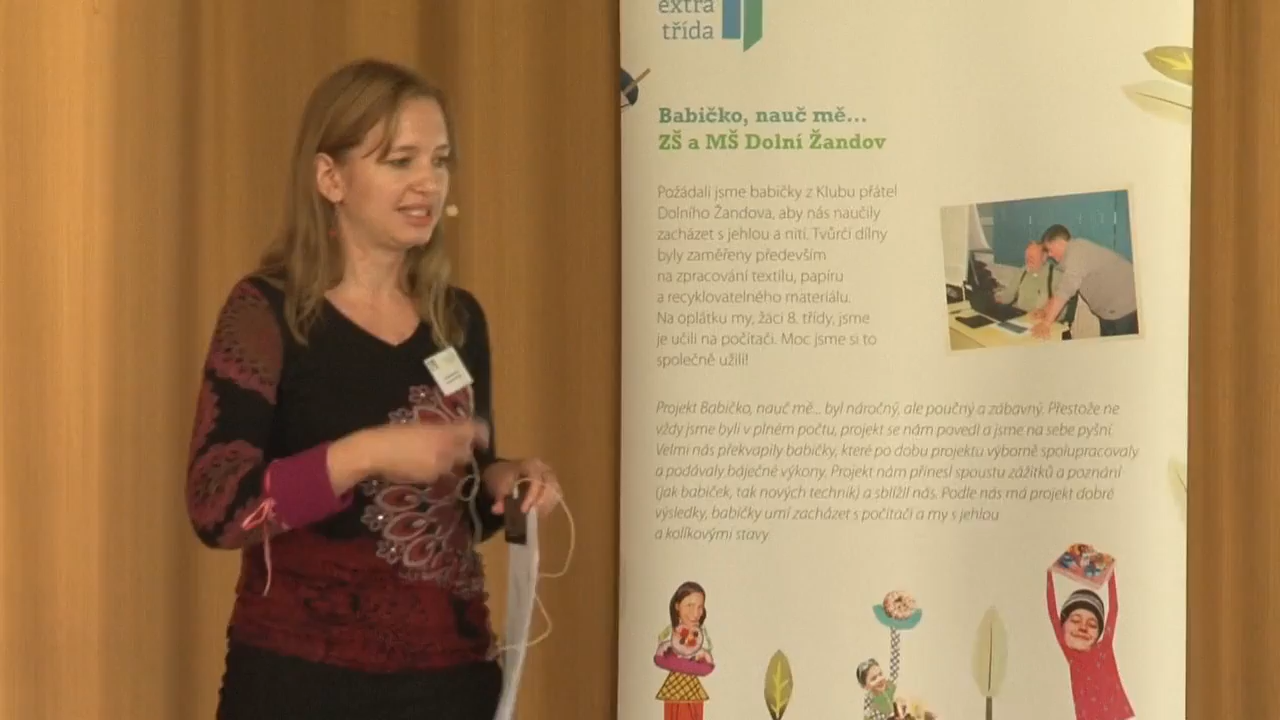 extra
třída
Babičko, nauč mě...
ZŠ a MŠ Dolní Žandov
Požádali jsme babičky z Klubu přátel
Dolního Žandova, aby nás naučily
zacházet s jehlou a nití. Tvůrčí dílny
byly zaměřeny především
na zpracování textilu, papíru
a recyklovatelného materiálu.
Na oplátku my, žáci 8. třídy, jsme
je učili na počítači. Moc jsme si to
společně užili!
Projekt Babičko, nauč mě... byl náročný, ale poučný a zábavný. Přestože ne
vždy jsme byli v plném počtu, projekt se nám povedl a jsme na sebe pyšní.
Velmi nás překvapily babičky, které po dobu projektu výborně spolupracovaly
a podávaly báječné výkony. Projekt nám přinesl spoustu zážitků a poznání
(jak babiček, tak nových technik) a sblížil nás. Podle nás má projekt dobré
výsledky, babičky umí zacházet s počítači a my s jehlou
a kolíkovými stavy.